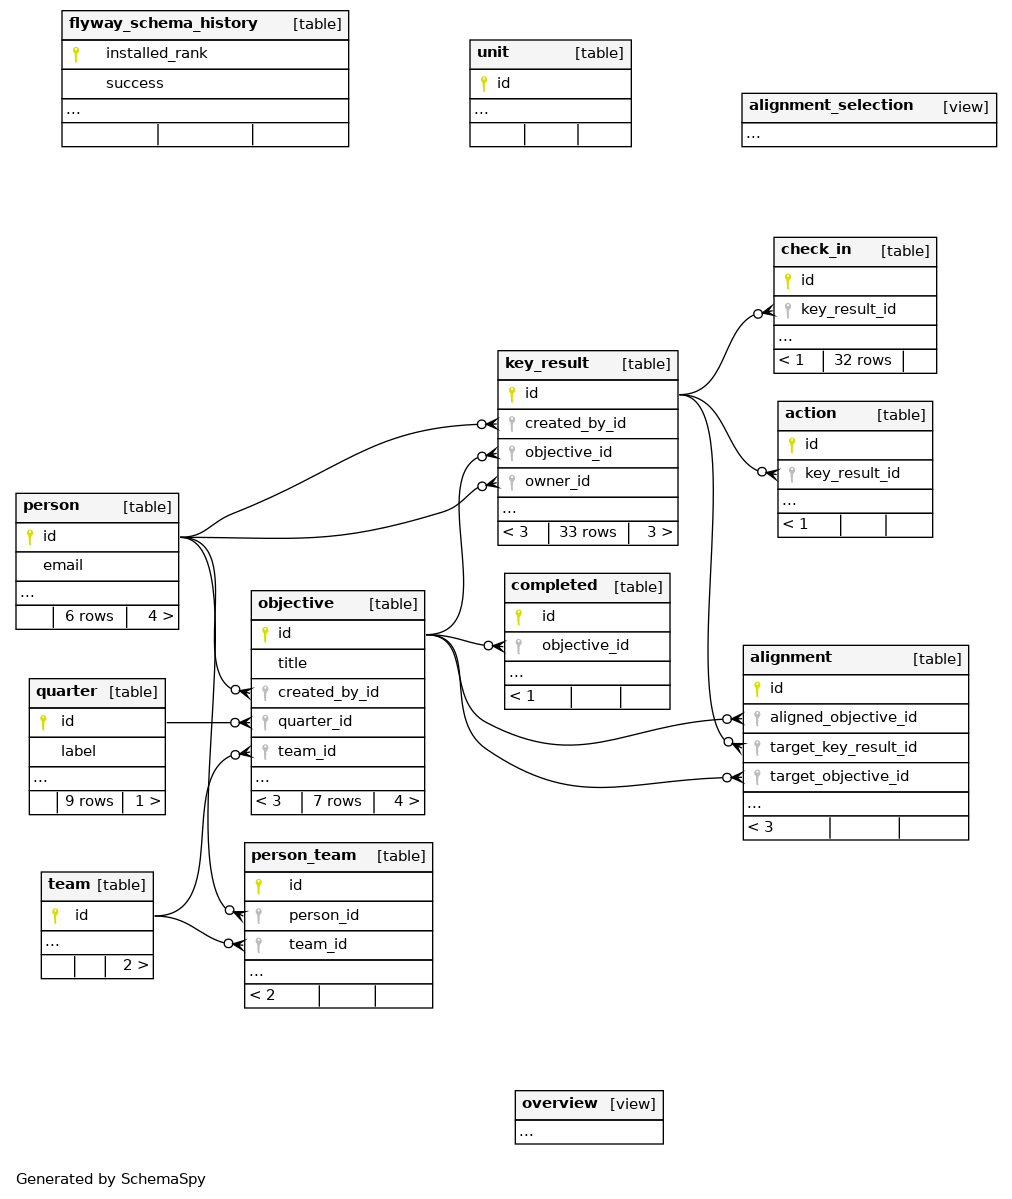 flyway_schema_history [table]
installed_rank
success
...
unit [table]
id
...
alignment_selection [view]
...
check_in [table]
id
key_result_id
...
< 1 32 rows
key_result [table]
id
created_by_id
objective_id
owner_id
...
< 3 33 rows 3 >
action [table]
id
key_result_id
...
< 1
person [table]
id
email
...
6 rows 4 >
objective [table]
id
title
created_by_id
quarter_id
team_id
...
< 3 7 rows 4 >
completed [table]
id
objective_id
...
< 1
alignment [table]
id
aligned_objective_id
target_key_result_id
target_objective_id
...
< 3
quarter [table]
id
label
...
9 rows 1 >
team [table]
id
...
2 >
person_team [table]
id
person_id
team_id
...
< 2
overview [view]
...
Generated by SchemaSpy